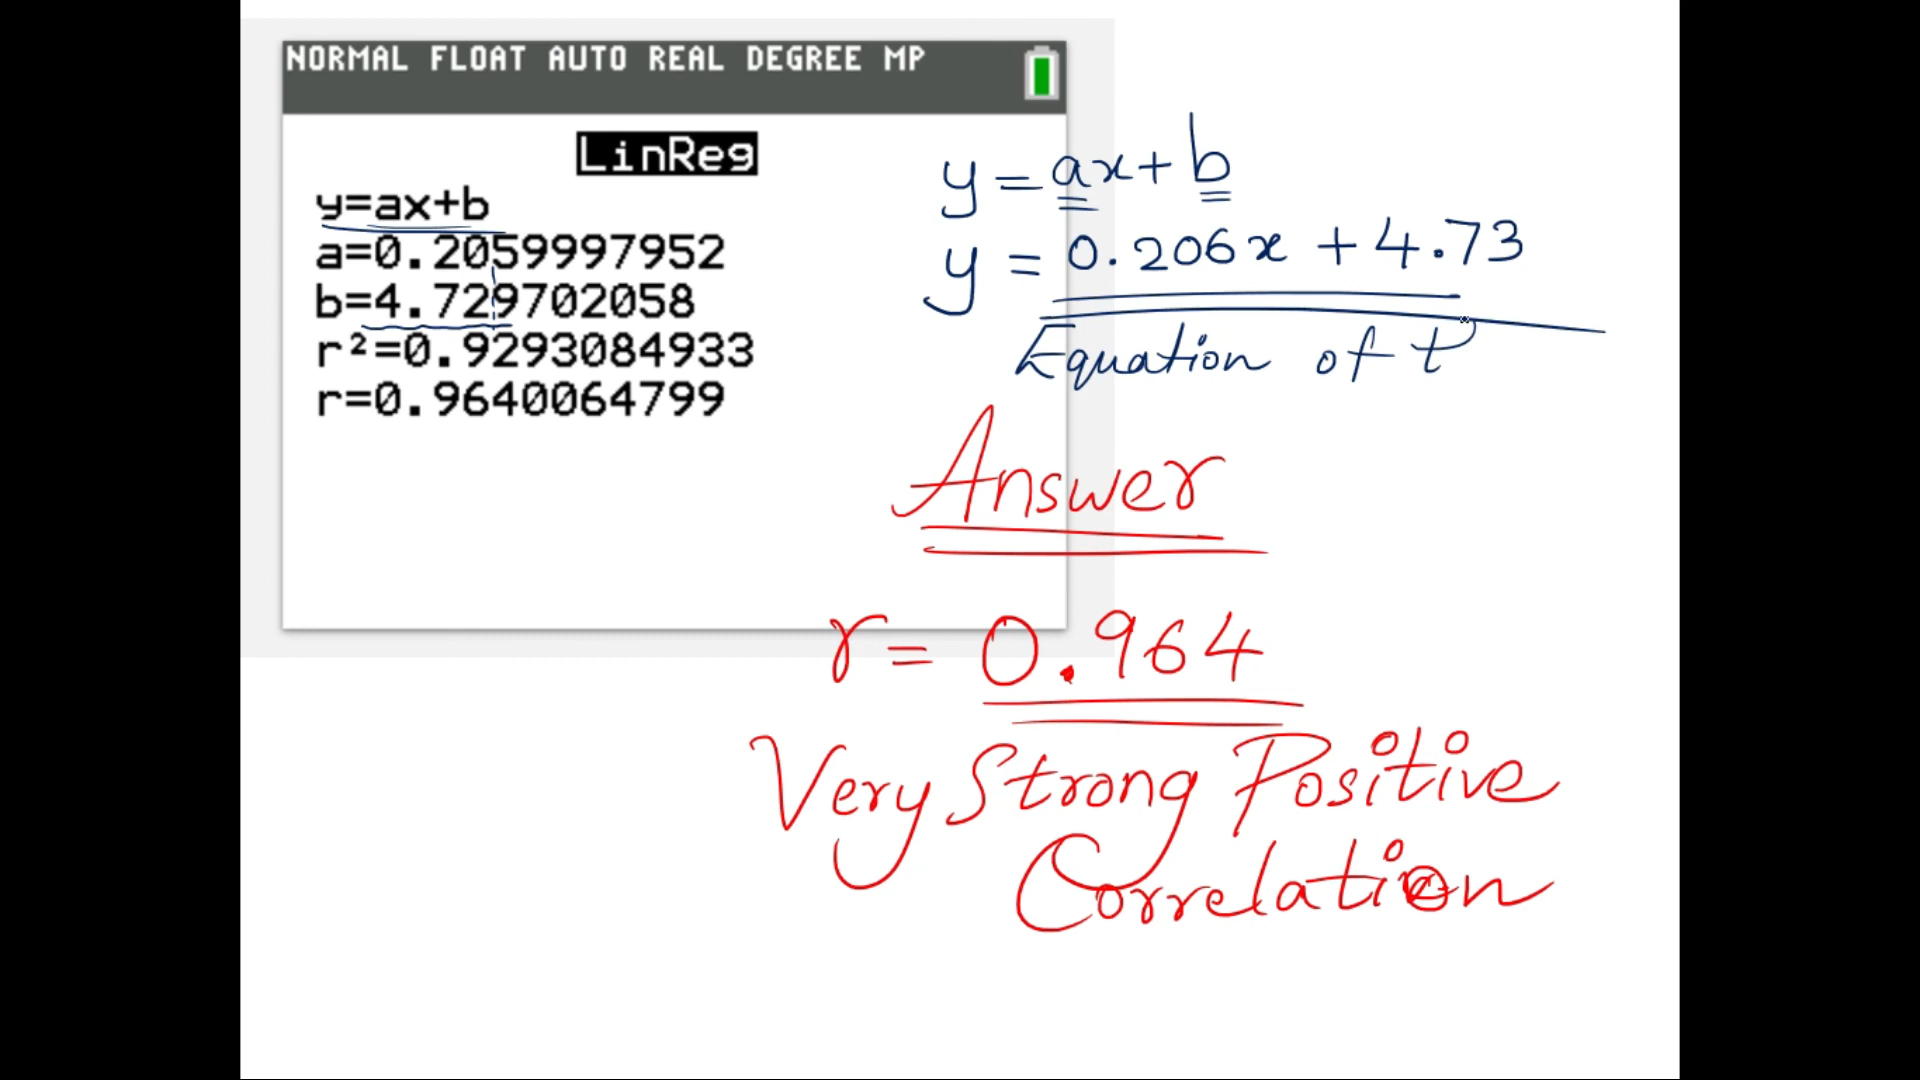 NORMAL FLOAT AUTO REAL DEGREE MP
LinReg
y=ax+b
a=0.2059997952
b=4.729702058
r²=0.9293084933
r=0.9640064799
y=ax+b
y=0.206x+4.73
Equation of t
Answer
r=0.964
Very Strong Positive
Correlation